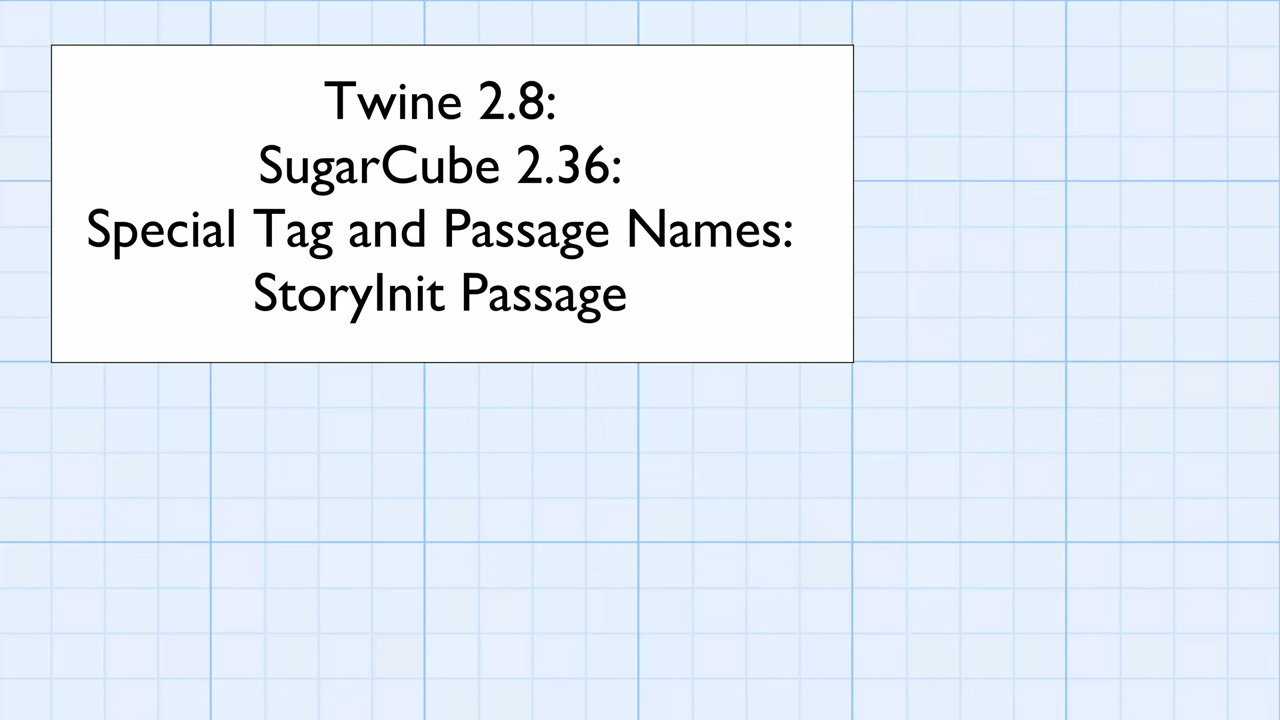 Twine 2.8:
SugarCube 2.36:
Special Tag and Passage Names:
StoryInit Passage